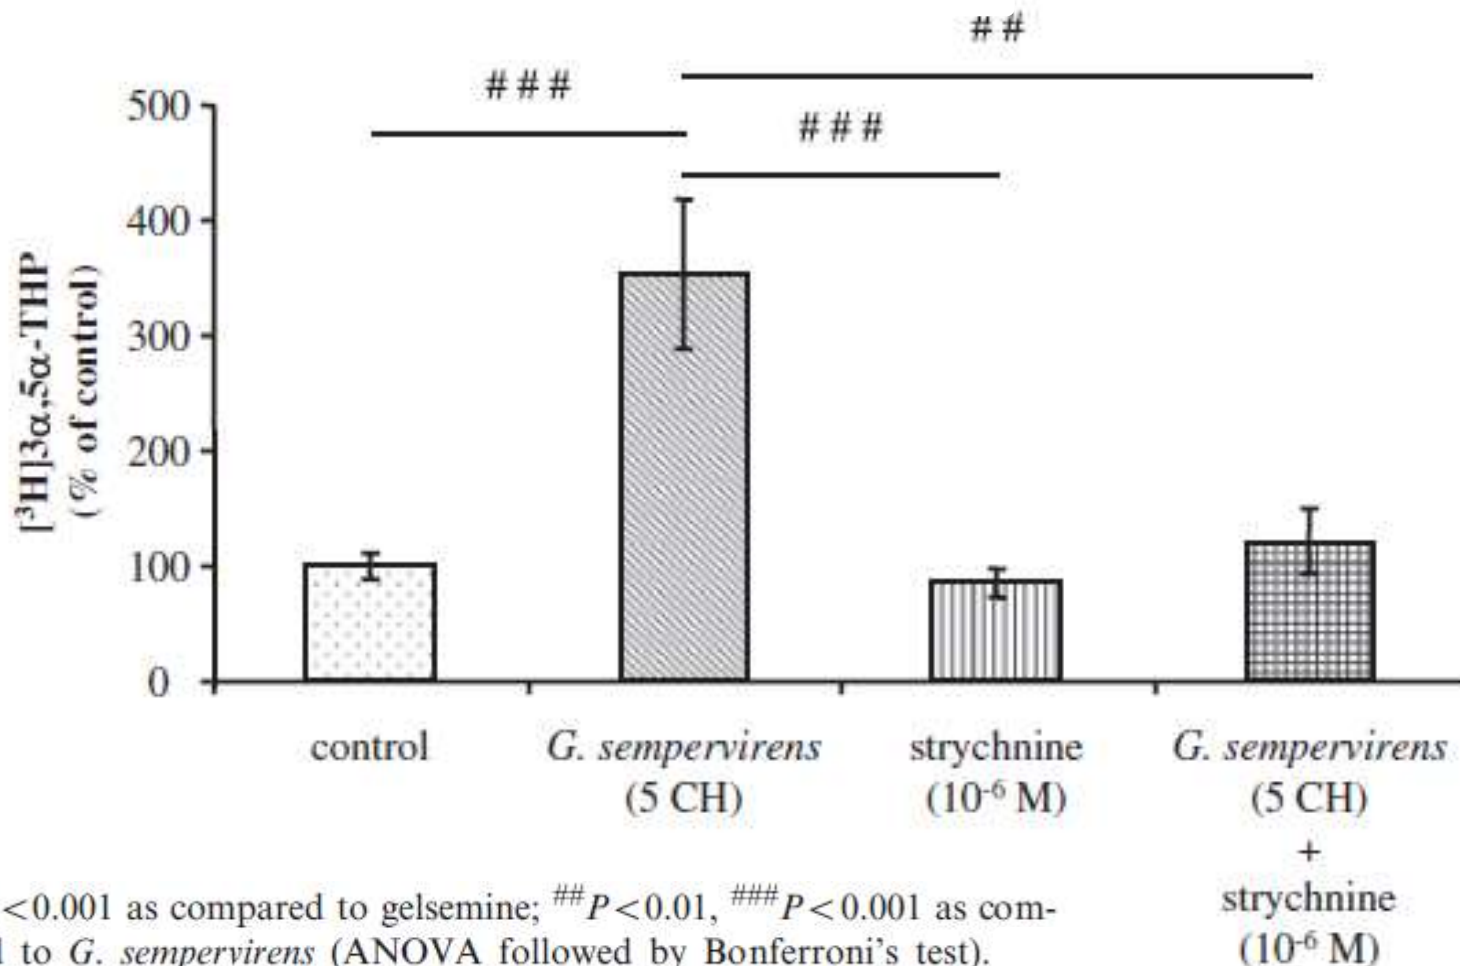 ##
###
###
500
400
300
200
100
0
[³H]3α,5α-THP
(% of control)
control
G. sempervirens
(5 CH)
strychnine
(10⁻⁶ M)
G. sempervirens
(5 CH)
+
strychnine
(10⁻⁶ M)
<0.001 as compared to gelsemine; ##P<0.01, ###P<0.001 as com-
to G. sempervirens (ANOVA followed by Bonferroni's test).